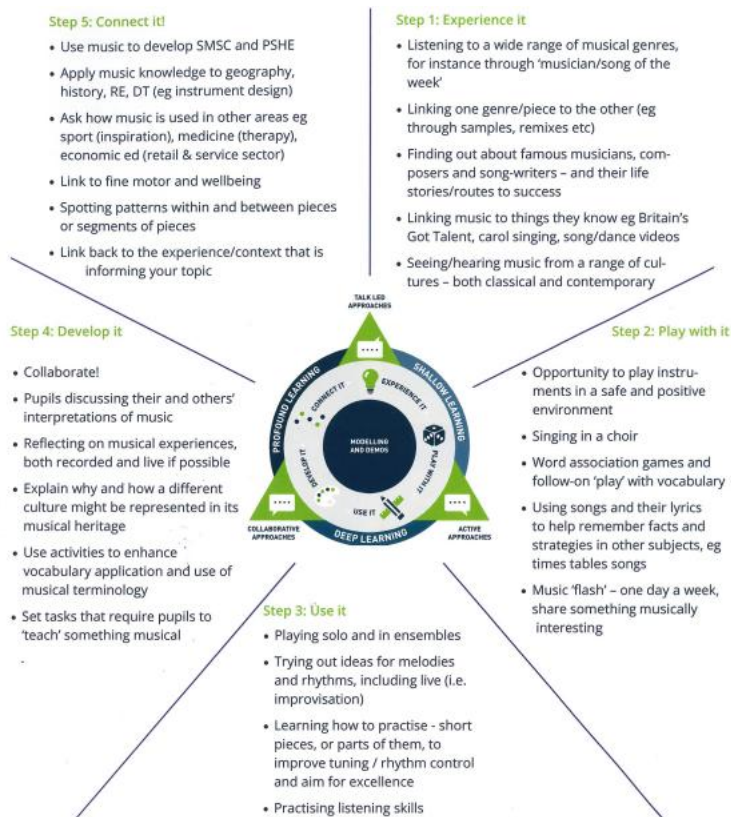 Step 5: Connect it!
• Use music to develop SMSC and PSHE
• Apply music knowledge to geography,
history, RE, DT (eg instrument design)
• Ask how music is used in other areas eg
sport (inspiration), medicine (therapy),
economic ed (retail & service sector)
• Link to fine motor and wellbeing
• Spotting patterns within and between pieces
or segments of pieces
• Link back to the experience/context that is
informing your topic
Step 1: Experience it
• Listening to a wide range of musical genres,
for instance through ‘musician/song of the
week’
• Linking one genre/piece to the other (eg
through samples, remixes etc)
• Finding out about famous musicians, com-
posers and song-writers – and their life
stories/routes to success
• Linking music to things they know eg Britain’s
Got Talent, carol singing, song/dance videos
• Seeing/hearing music from a range of cul-
tures – both classical and contemporary
Step 4: Develop it
• Collaborate!
• Pupils discussing their and others’
interpretations of music
• Reflecting on musical experiences,
both recorded and live if possible
• Explain why and how a different
culture might be represented in its
musical heritage
• Use activities to enhance
vocabulary application and use of
musical terminology
• Set tasks that require pupils to
‘teach’ something musical
TALK LED
APPROACHES
PROFOUND LEARNING
SHALLOW LEARNING
CONNECT IT
EXPERIENCE IT
MODELLING
AND DEMOS
DEVELOP IT
PLAY WITH IT
USE IT
COLLABORATIVE
APPROACHES
DEEP LEARNING
ACTIVE
APPROACHES
Step 2: Play with it
• Opportunity to play instru-
ments in a safe and positive
environment
• Singing in a choir
• Word association games and
follow-on ‘play’ with vocabulary
• Using songs and their lyrics
to help remember facts and
strategies in other subjects, eg
times tables songs
• Music ‘flash’ – one day a week,
share something musically
interesting
Step 3: Use it
• Playing solo and in ensembles
• Trying out ideas for melodies
and rhythms, including live (i.e.
improvisation)
• Learning how to practise - short
pieces, or parts of them, to
improve tuning / rhythm control
and aim for excellence
• Practising listening skills